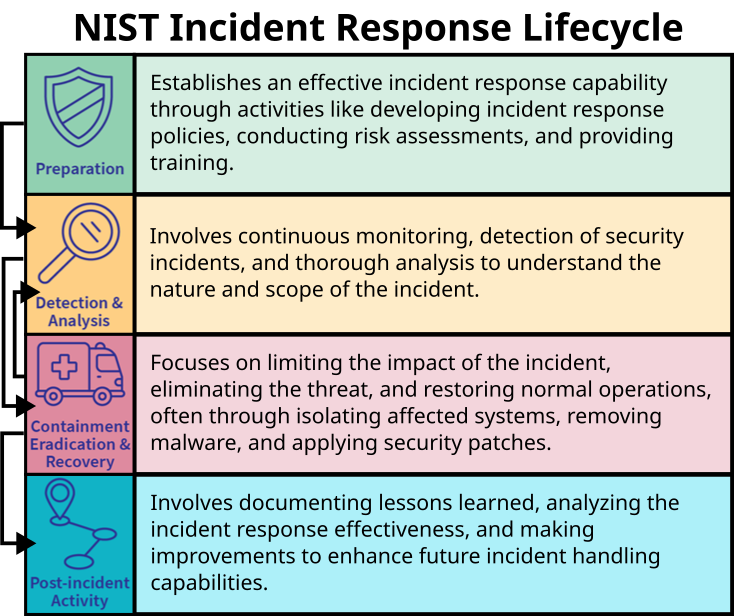 NIST Incident Response Lifecycle
Preparation
Establishes an effective incident response capability
through activities like developing incident response
policies, conducting risk assessments, and providing
training.
Detection &
Analysis
Involves continuous monitoring, detection of security
incidents, and thorough analysis to understand the
nature and scope of the incident.
Containment
Eradication &
Recovery
Focuses on limiting the impact of the incident,
eliminating the threat, and restoring normal operations,
often through isolating affected systems, removing
malware, and applying security patches.
Post-incident
Activity
Involves documenting lessons learned, analyzing the
incident response effectiveness, and making
improvements to enhance future incident handling
capabilities.